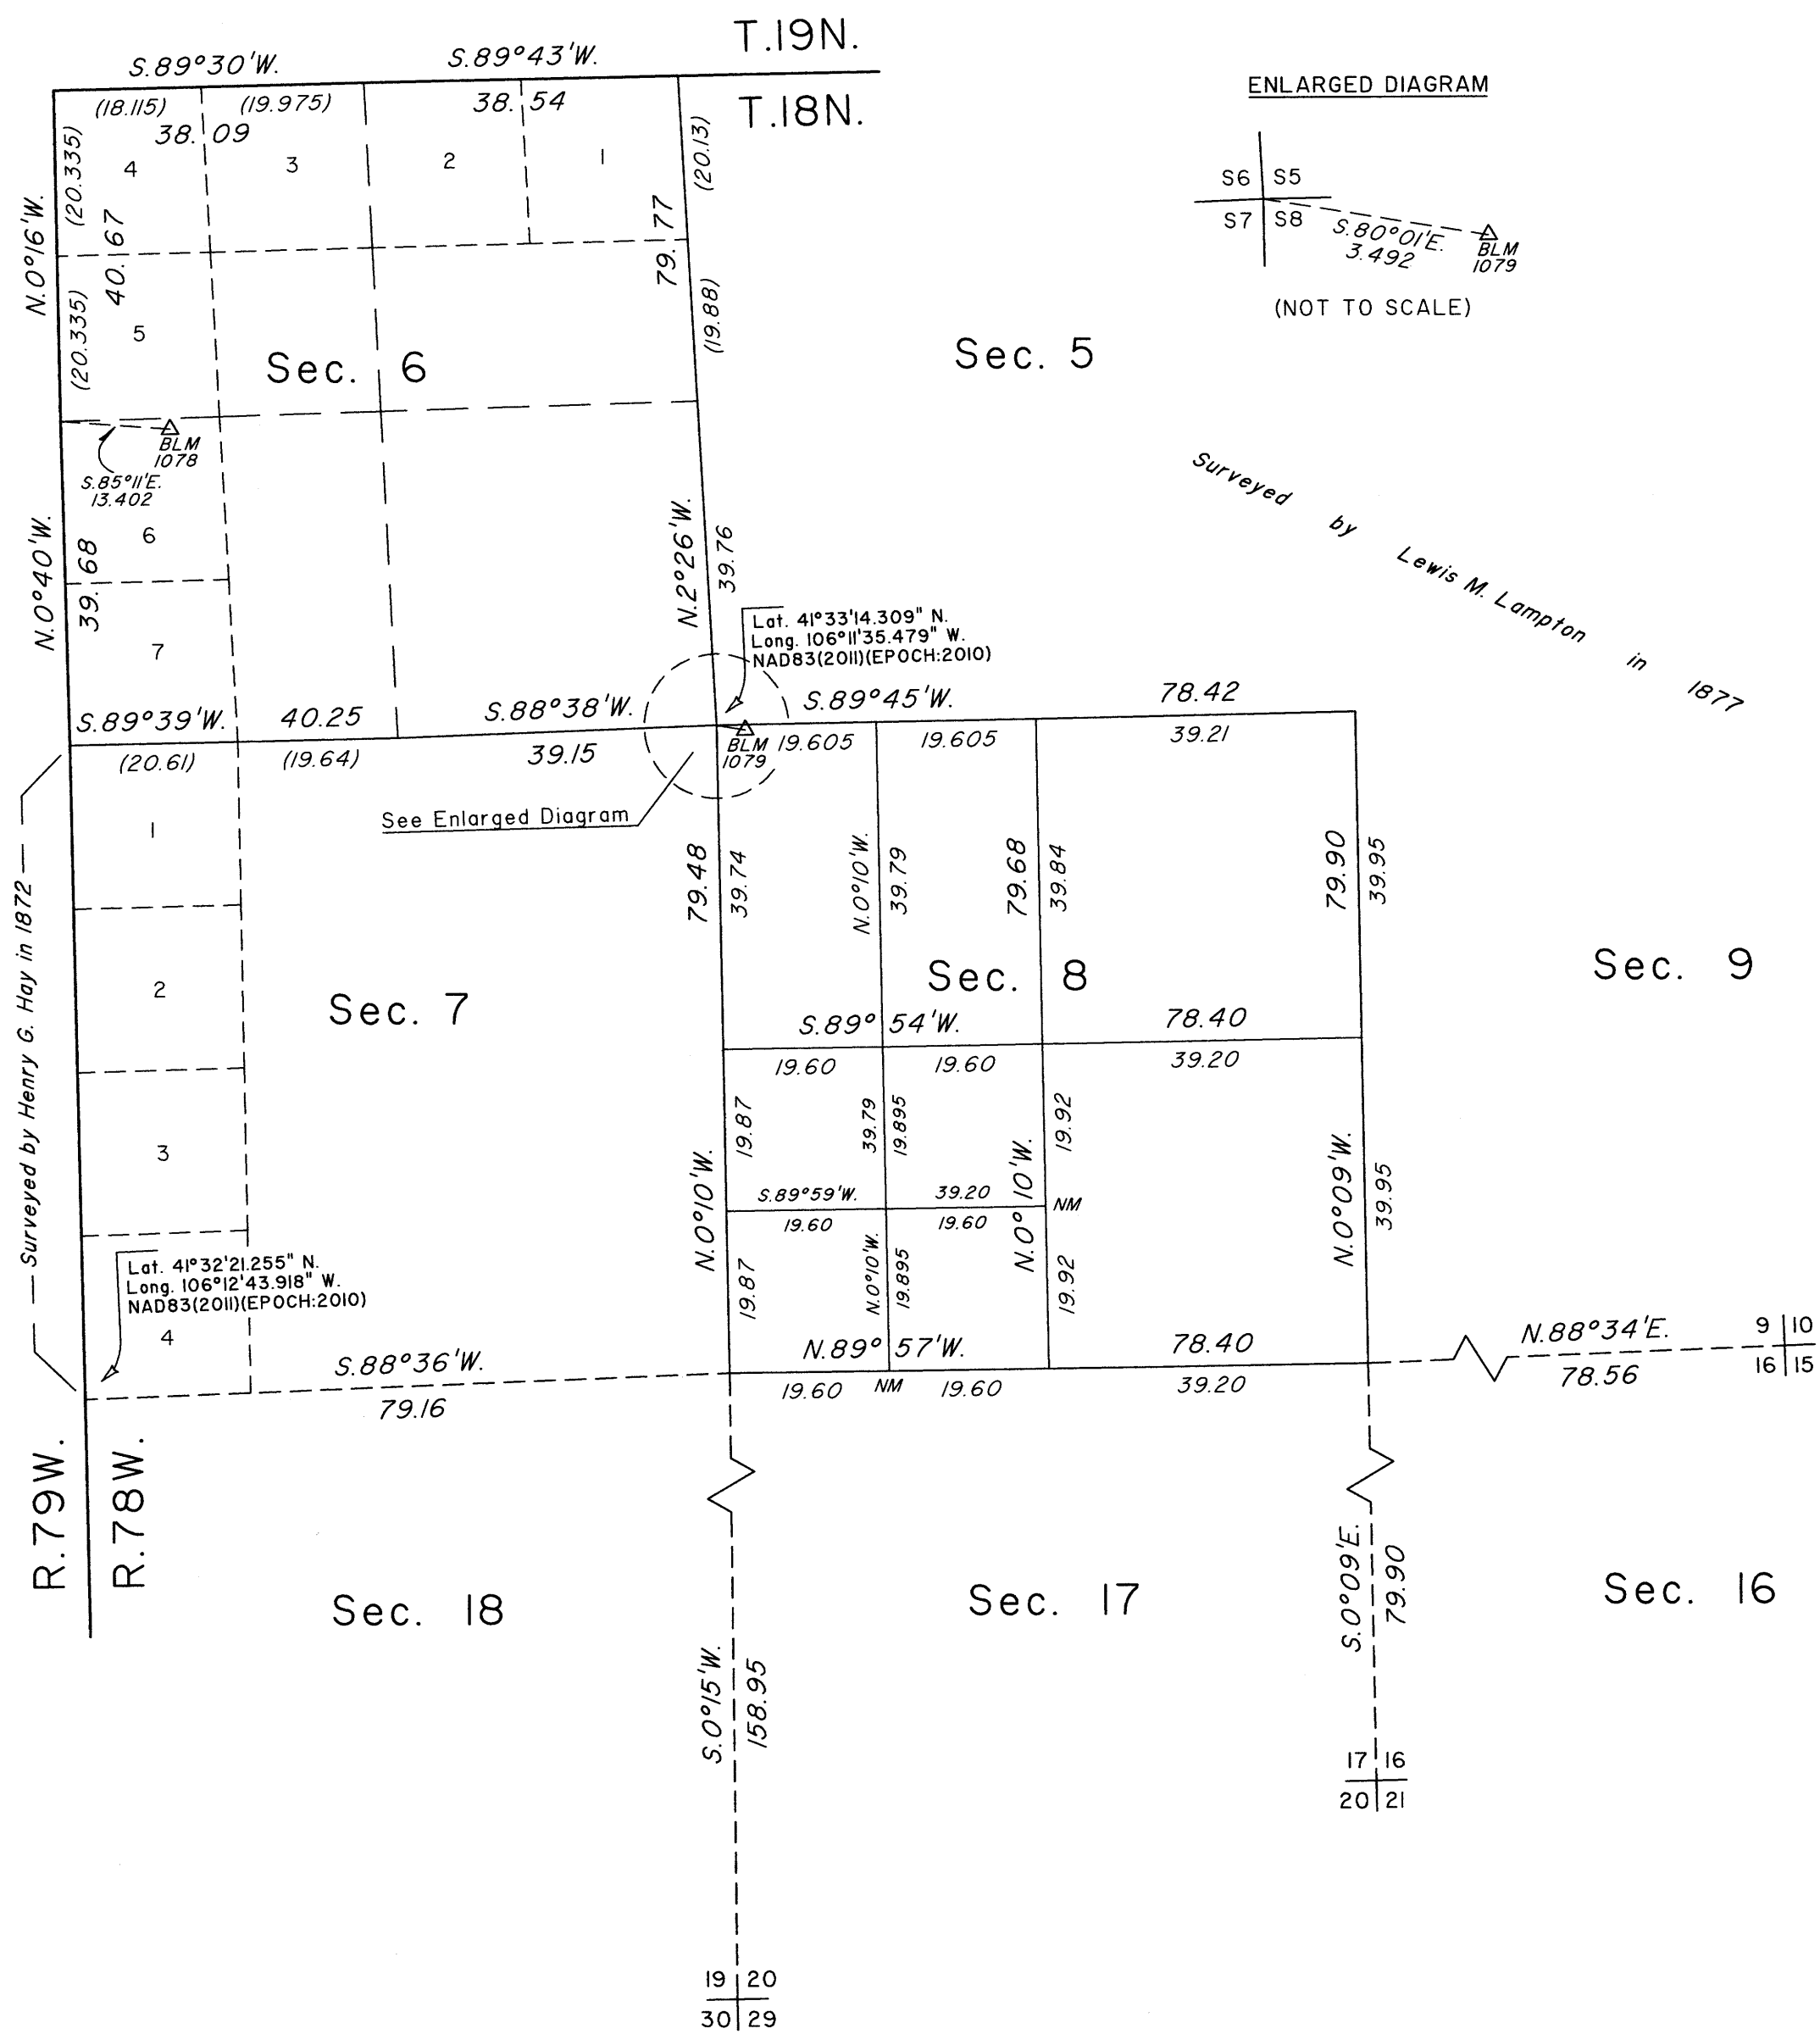 T.19N.
S.89°30'W.
S.89°43'W.
T.18N.
ENLARGED DIAGRAM
(18.115)
(19.975)
38.54
38.09
4
3
2
1
(20.335)
(20.13)
N.0°16'W.
40.67
79.77
S6
S5
S7
S8
S.80°01'E.
3.492
BLM
1079
(NOT TO SCALE)
(20.335)
5
(19.88)
Sec. 6
Sec. 5
BLM
1078
S.85°11'E.
13.402
6
N.0°40'W.
39.68
7
N.2°26'W.
39.76
Surveyed by Lewis M. Lampton in 1877
Lat. 41°33'14.309" N.
Long. 106°11'35.479" W.
NAD83(2011)(EPOCH:2010)
S.89°39'W.
40.25
S.88°38'W.
S.89°45'W.
78.42
(20.61)
(19.64)
39.15
BLM
1079
19.605
19.605
39.21
See Enlarged Diagram
Surveyed by Henry G. Hay in 1872
1
2
3
4
Sec. 7
79.48
39.74
N.0°10'W.
39.79
79.68
39.84
79.90
39.95
Sec. 8
Sec. 9
S.89°54'W.
78.40
19.60
19.60
39.20
19.87
39.79
19.895
19.92
N.0°10'W.
N.0°10'W.
N.0°09'W.
39.95
S.89°59'W.
39.20
NM
19.60
19.60
19.87
N.0°10'W.
19.895
19.92
Lat. 41°32'21.255" N.
Long. 106°12'43.918" W.
NAD83(2011)(EPOCH:2010)
S.88°36'W.
79.16
N.89°57'W.
78.40
19.60
NM
19.60
39.20
N.88°34'E.
78.56
9 10
16 15
R.79W.
R.78W.
Sec. 18
Sec. 17
Sec. 16
S.0°15'W.
158.95
S.0°09'E.
79.90
17 16
20 21
19 20
30 29